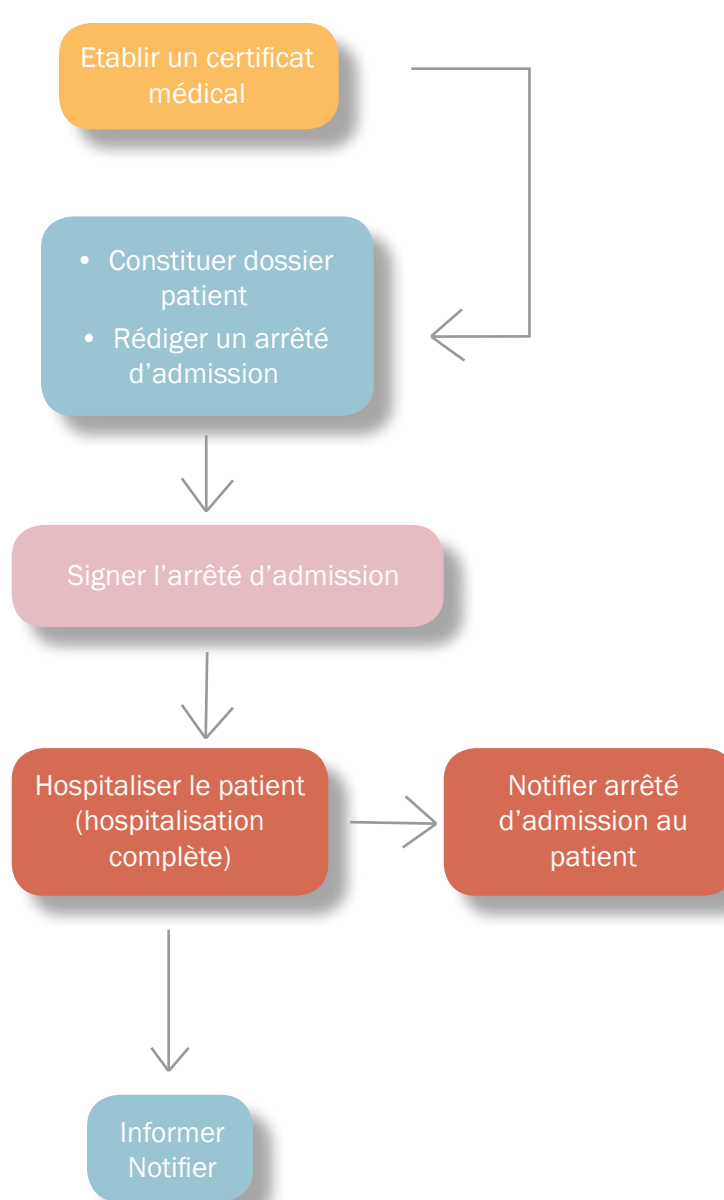 Etablir un certificat
médical
• Constituer dossier
patient
• Rédiger un arrêté
d’admission
Signer l’arrêté d’admission
Hospitaliser le patient
(hospitalisation
complète)
Notifier arrêté
d’admission au
patient
Informer
Notifier